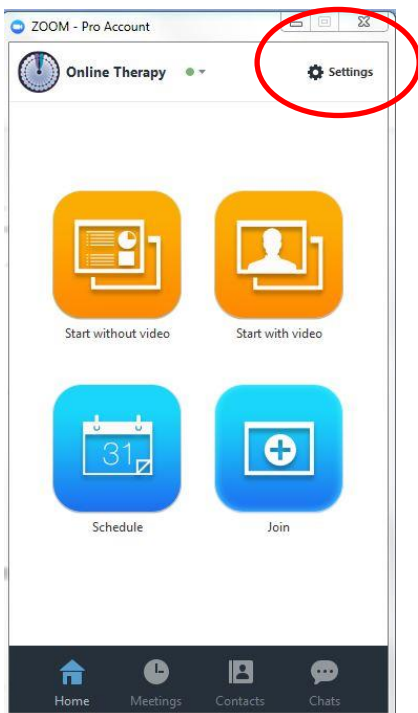 ZOOM - Pro Account
Online Therapy
Settings
Start without video Start with video
31
Schedule Join
Home Meetings Contacts Chats